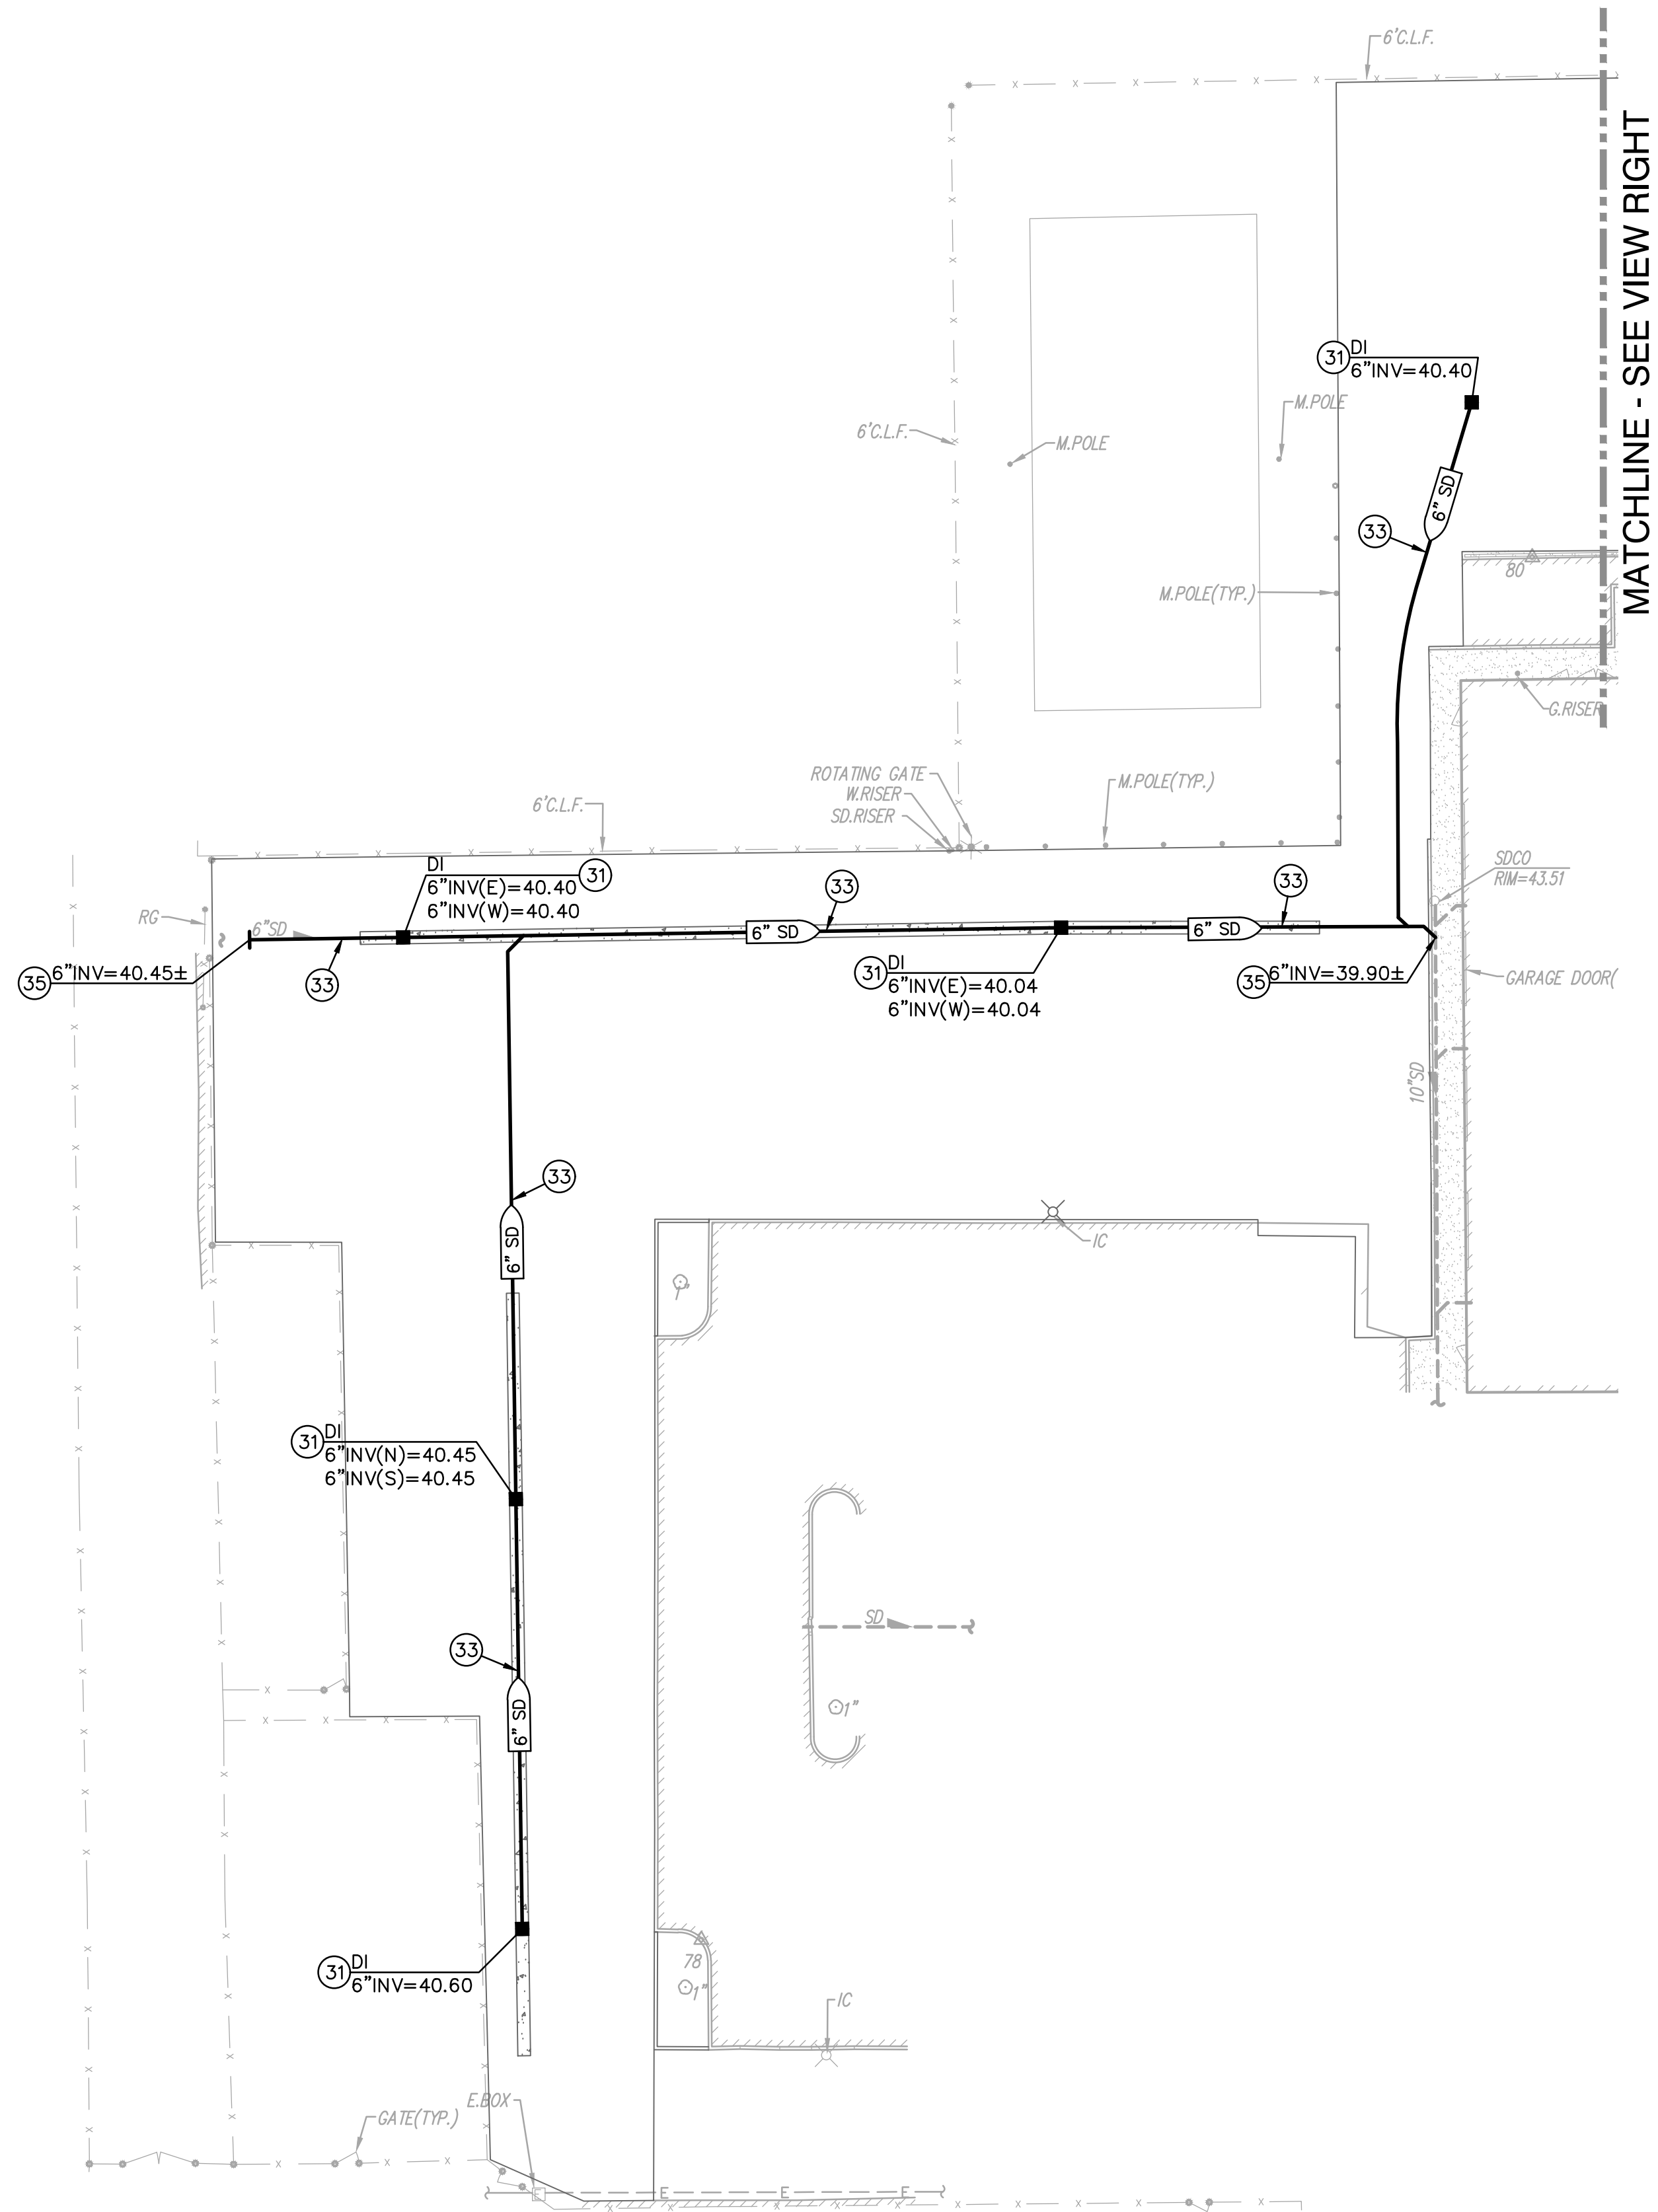 6'C.L.F.
MATCHLINE - SEE VIEW RIGHT
31
DI
6"INV=40.40
M.POLE
6'C.L.F.
M.POLE
6" SD
33
80
M.POLE(TYP.)
G.RISER
ROTATING GATE
W.RISER
SD.RISER
M.POLE(TYP.)
6'C.L.F.
SDCO
RIM=43.51
DI
6"INV(E)=40.40
6"INV(W)=40.40
31
33
33
RG
6"SD
6" SD
6" SD
35
6"INV=40.45±
33
31
DI
6"INV(E)=40.04
6"INV(W)=40.04
35
6"INV=39.90±
GARAGE DOOR(
10"SD
33
6" SD
IC
31
DI
6"INV(N)=40.45
6"INV(S)=40.45
SD
33
6" SD
1"
78
1"
31
DI
6"INV=40.60
IC
E.BOX
GATE(TYP.)
E
E
E
E